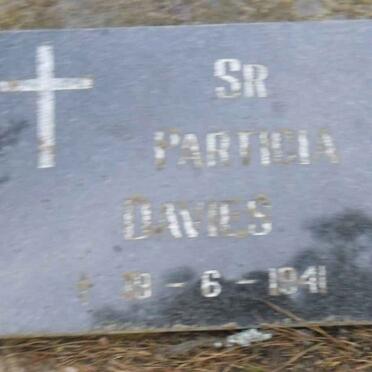 Sr
Particia
Davies
† 19 - 6 - 1941